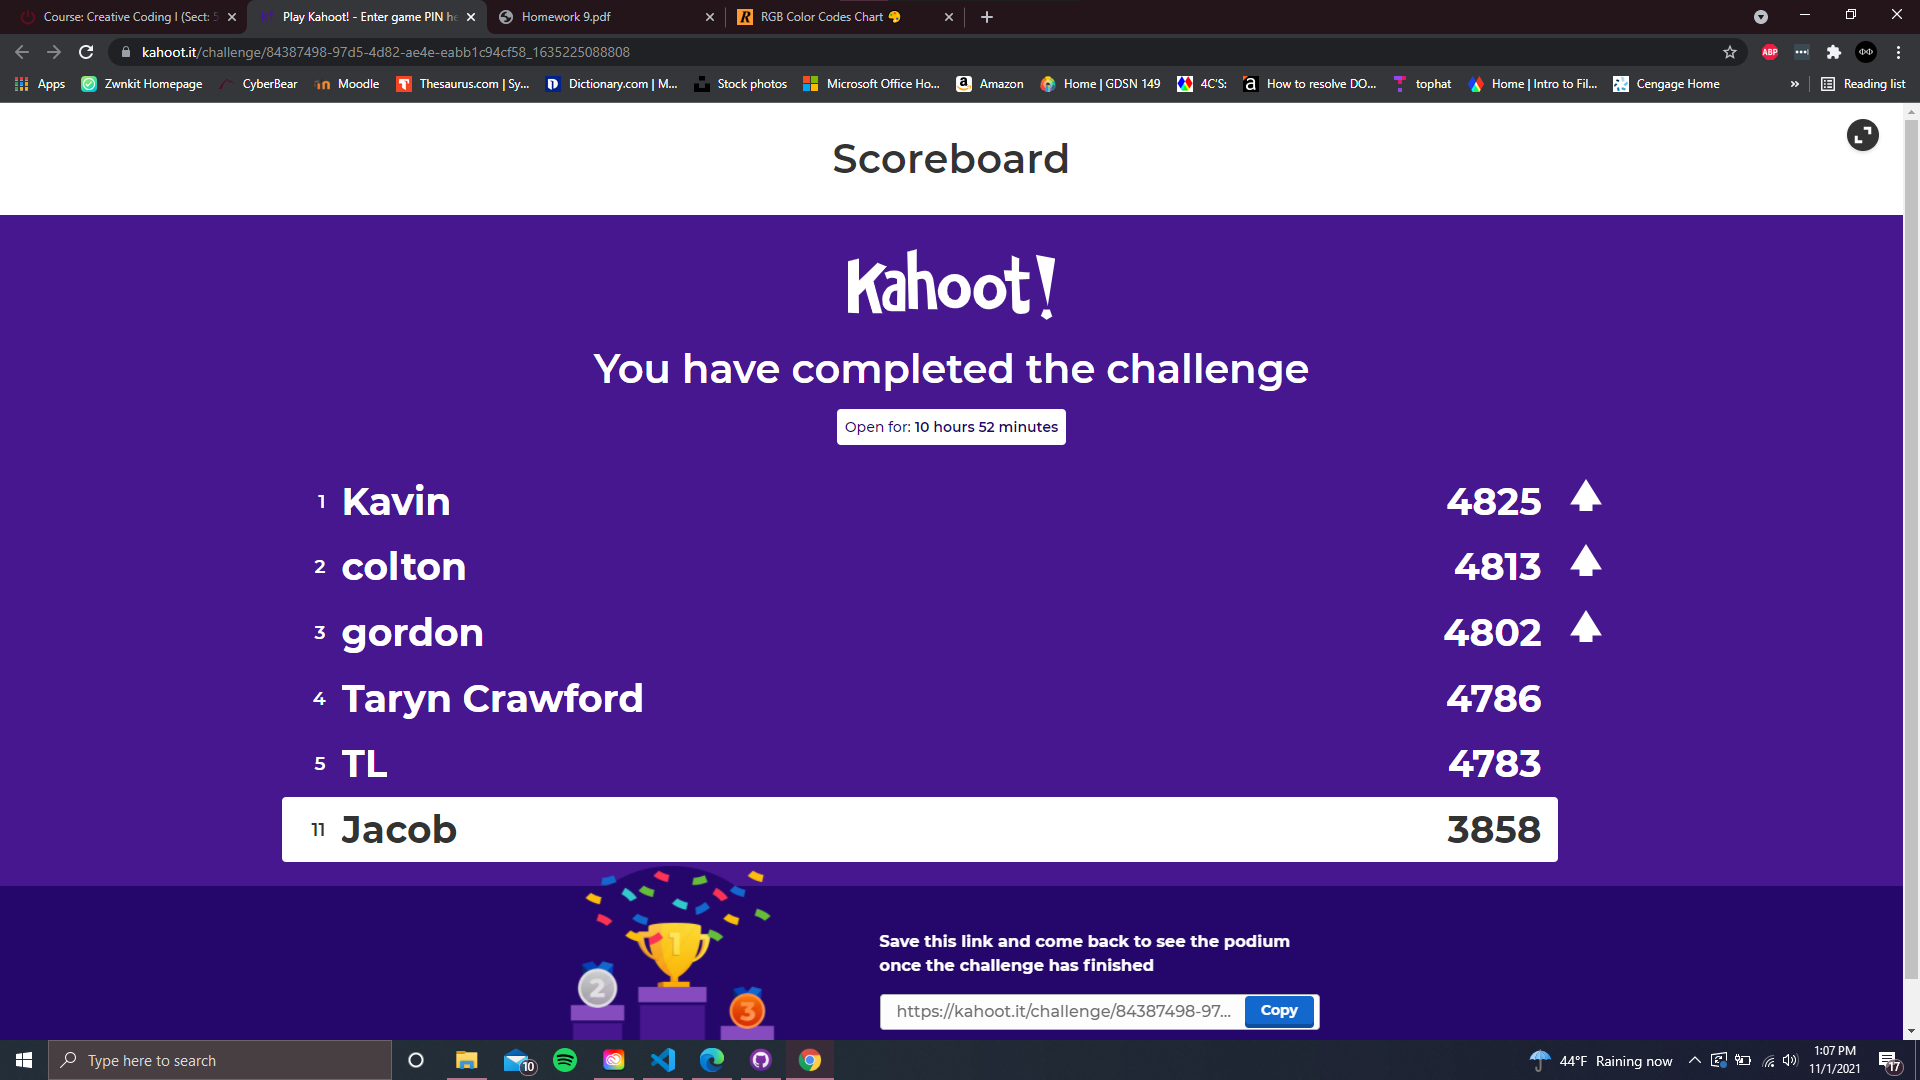 Course: Creative Coding I (Sect: 5
Play Kahoot! - Enter game PIN he
Homework 9.pdf
RGB Color Codes Chart
kahoot.it/challenge/84387498-97d5-4d82-ae4e-eabb1c94cf58_1635225088808
ABP
Apps
Zwnkit Homepage
CyberBear
Moodle
Thesaurus.com | Sy...
Dictionary.com | M...
Stock photos
Microsoft Office Ho...
Amazon
Home | GDSN 149
4C'S:
How to resolve DO...
tophat
Home | Intro to Fil...
Cengage Home
»
Reading list
Scoreboard
Kahoot!
You have completed the challenge
Open for: 10 hours 52 minutes
1 Kavin 4825
2 colton 4813
3 gordon 4802
4 Taryn Crawford 4786
5 TL 4783
11 Jacob 3858
1
2
3
Save this link and come back to see the podium
once the challenge has finished
https://kahoot.it/challenge/84387498-97... Copy
Type here to search
10
44°F Raining now
1:07 PM
11/1/2021
17